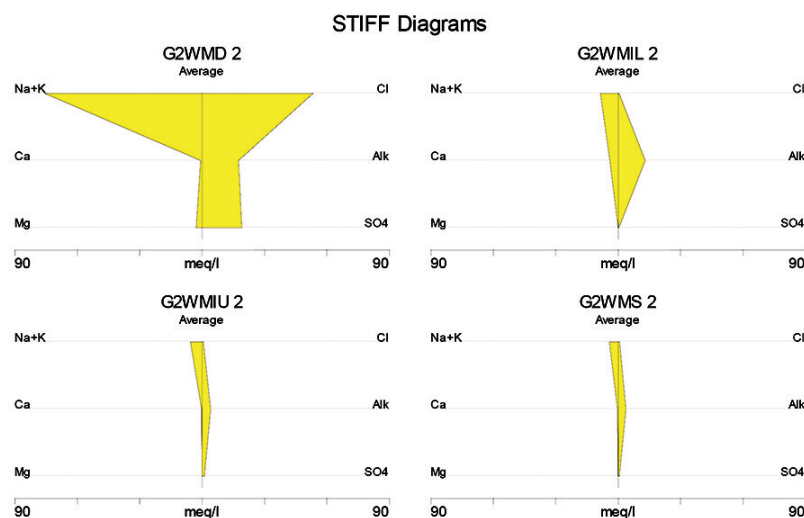 STIFF Diagrams
G2WMD 2
Average
Na+K Cl
Ca Alk
Mg SO4
90 meq/l 90
G2WMIL 2
Average
Na+K Cl
Ca Alk
Mg SO4
90 meq/l 90
G2WMIU 2
Average
Na+K Cl
Ca Alk
Mg SO4
90 meq/l 90
G2WMS 2
Average
Na+K Cl
Ca Alk
Mg SO4
90 meq/l 90